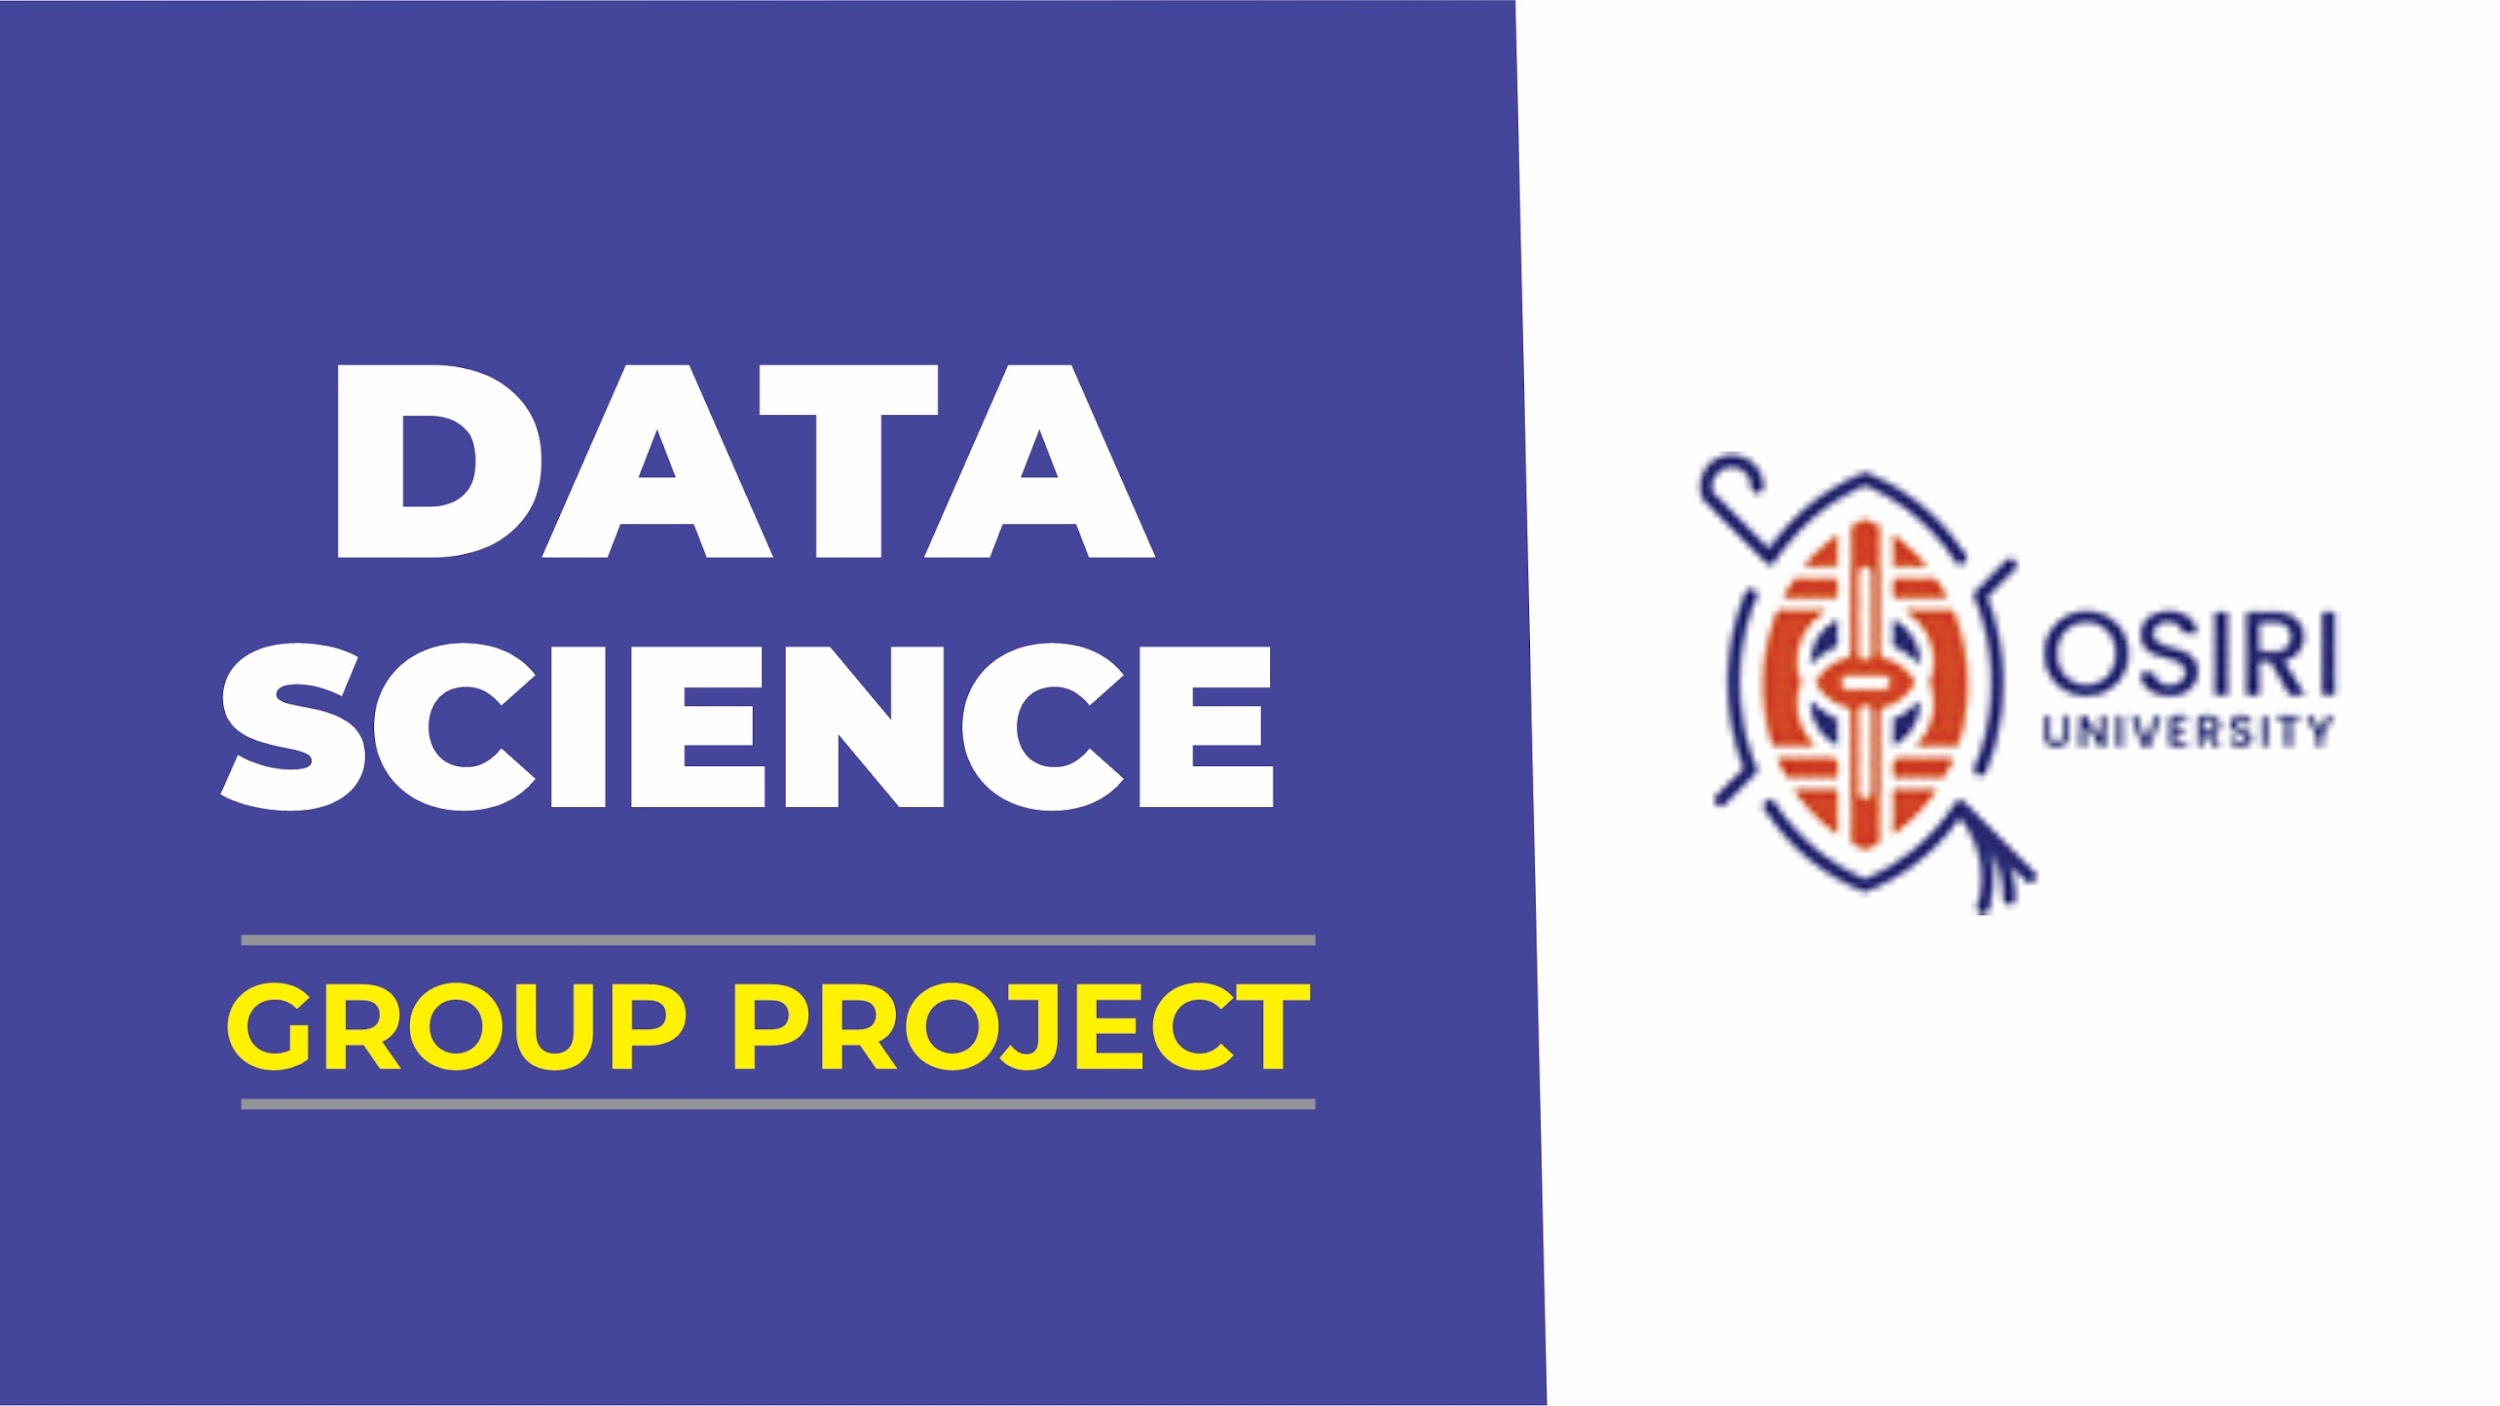 DATA
SCIENCE
GROUP PROJECT
OSIRI
UNIVERSITY